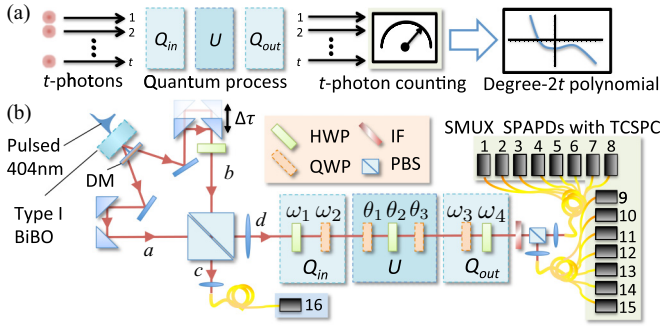 (a)
1
2
t
t-photons
Q_in
U
Q_out
Quantum process
1
2
t
t-photon counting
Degree-2t polynomial
(b)
Pulsed
404nm
DM
Type I
BiBO
Δτ
b
a
c
d
16
HWP
IF
QWP
PBS
ω₁ ω₂
Q_in
θ₁ θ₂ θ₃
U
ω₃ ω₄
Q_out
SMUX SPAPDs with TCSPC
1 2 3 4 5 6 7 8
9
10
11
12
13
14
15